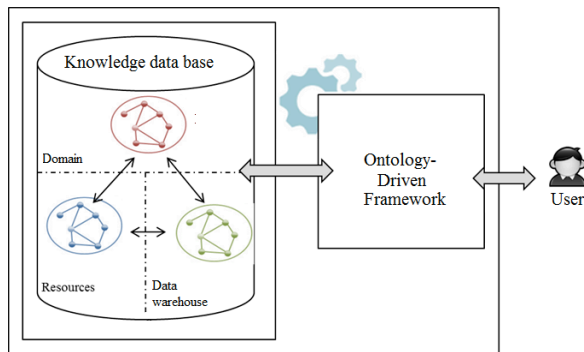 Knowledge data base
Domain
Resources
Data
warehouse
Ontology-
Driven
Framework
User